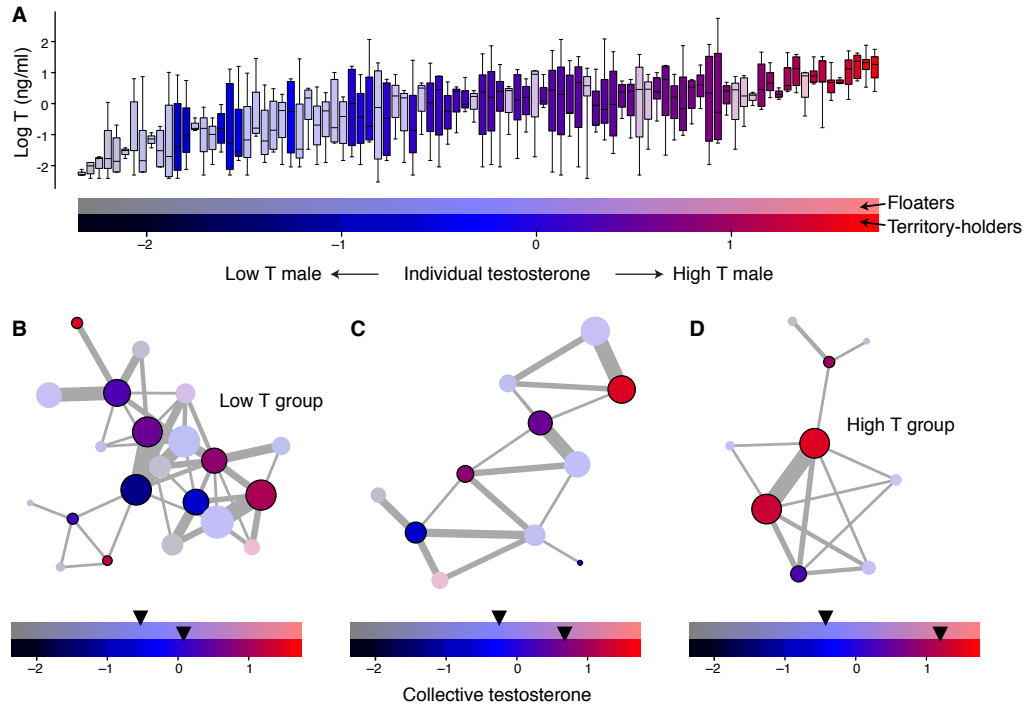 A
Log T (ng/ml)
2
1
0
-1
-2
Floaters
Territory-holders
−2 −1 0 1
Low T male Individual testosterone High T male
B C D
Low T group
High T group
−2 −1 0 1
−2 −1 0 1
−2 −1 0 1
Collective testosterone